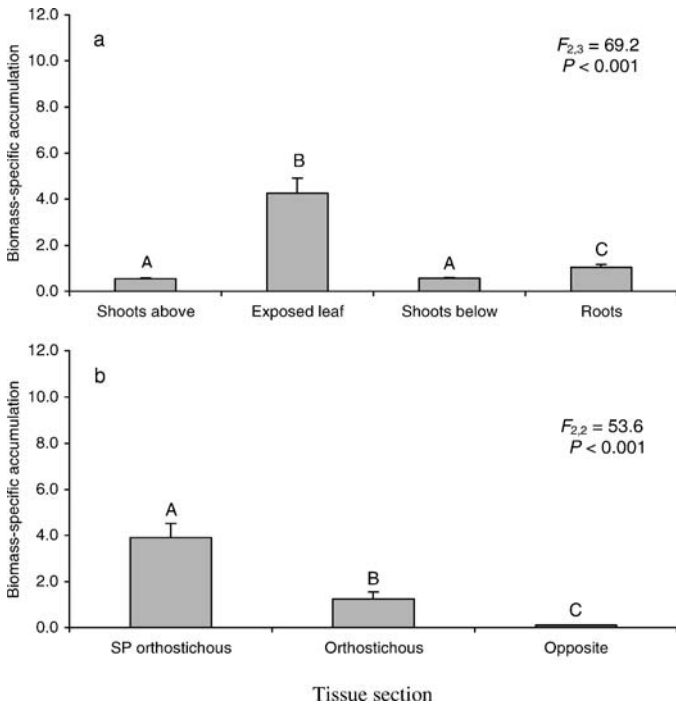 a
F2,3 = 69.2
P < 0.001
Biomass-specific accumulation
12.0
10.0
8.0
6.0
4.0
2.0
0.0
A
B
A
C
Shoots above Exposed leaf Shoots below Roots
b
F2,2 = 53.6
P < 0.001
Biomass-specific accumulation
12.0
10.0
8.0
6.0
4.0
2.0
0.0
A
B
C
SP orthostichous Orthostichous Opposite
Tissue section